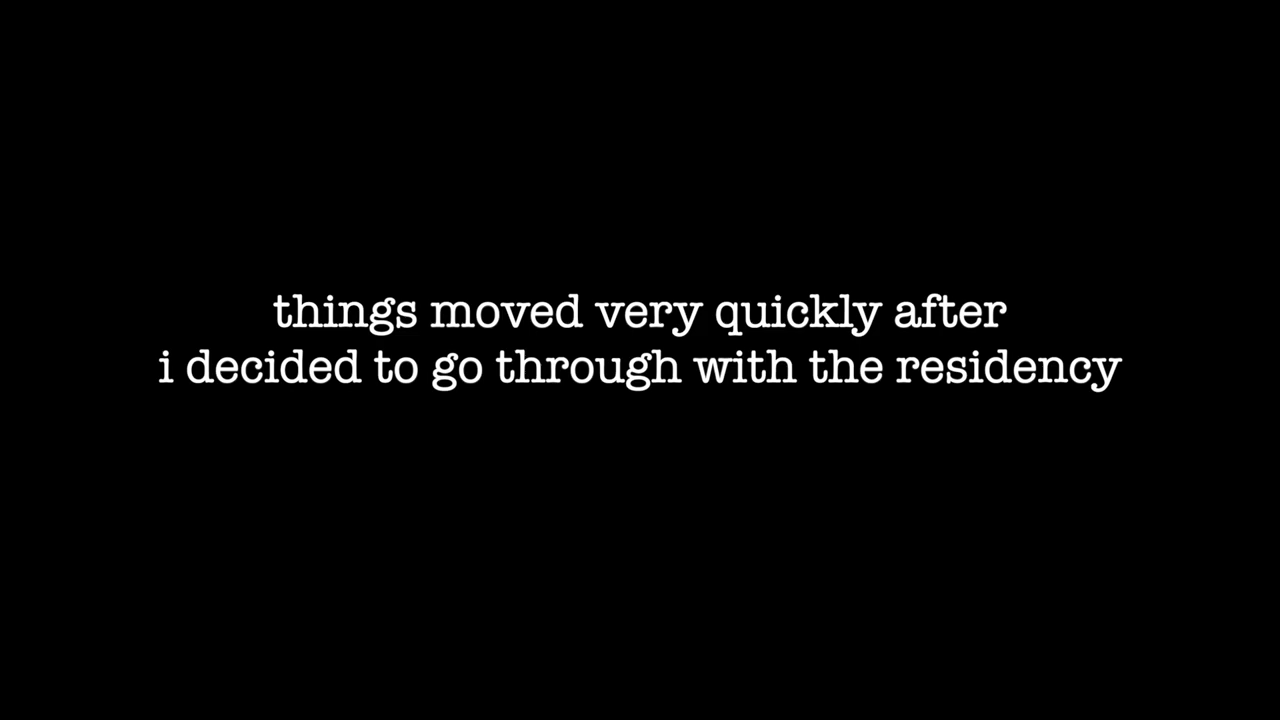 things moved very quickly after
i decided to go through with the residency